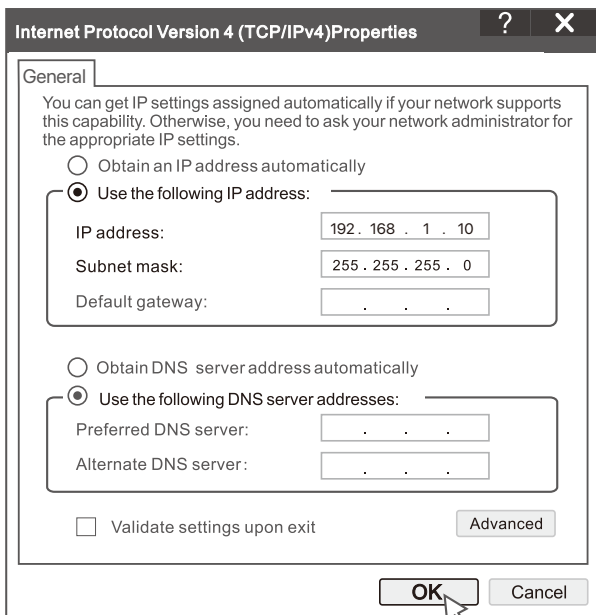 Internet Protocol Version 4 (TCP/IPv4)Properties
? X
General
You can get IP settings assigned automatically if your network supports
this capability. Otherwise, you need to ask your network administrator for
the appropriate IP settings.
Obtain an IP address automatically
Use the following IP address:
IP address: 192. 168 . 1 . 10
Subnet mask: 255 . 255 . 255 . 0
Default gateway: . . .
Obtain DNS server address automatically
Use the following DNS server addresses:
Preferred DNS server: . . .
Alternate DNS server: . . .
Validate settings upon exit Advanced
OK Cancel